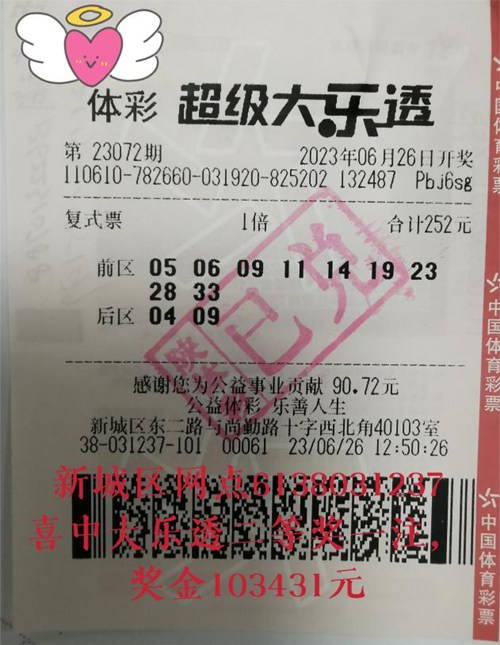 体彩 超级大乐透
第 23072期 2023年06月26日开奖
110610-782660-031920-825202 132487 Pbj6sg
复式票 1倍 合计252元
前区 05 06 09 11 14 19 23
28 33
后区 04 09
已兑
感谢您为公益事业贡献 90.72元
公益体彩 乐善人生
新城区东二路与尚勤路十字西北角40103室
38-031237-101 00061 23/06/26 12:50:26
新城区网点6138031237
喜中大乐透二等奖一注,
奖金103431元
中国体育彩票
中国体育彩票
中国体育彩票